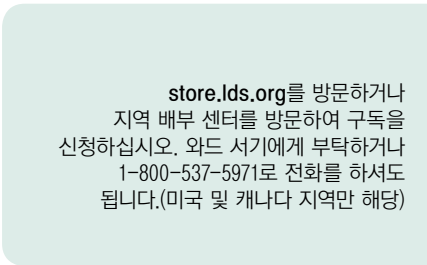 store.lds.org를 방문하거나
지역 배부 센터를 방문하여 구독을
신청하십시오. 와드 서기에게 부탁하거나
1-800-537-5971로 전화를 하셔도
됩니다.(미국 및 캐나다 지역만 해당)